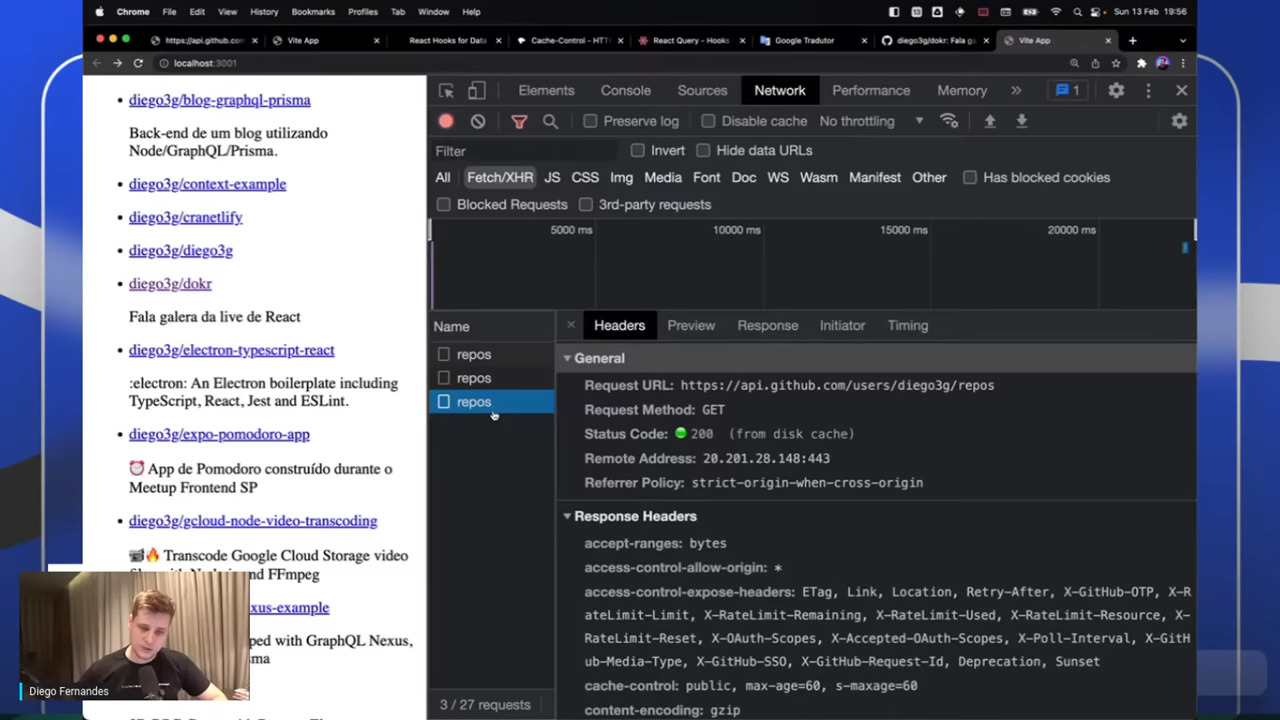 Chrome File Edit View History Bookmarks Profiles Tab Window Help
Sun 13 Feb 19:56
https://api.github.com
Vite App
React Hooks for Data
Cache-Control - HTT
React Query - Hooks
Google Tradutor
diego3g/dokr: Fala g
Vite App
localhost:3001
diego3g/blog-graphql-prisma
Back-end de um blog utilizando
Node/GraphQL/Prisma.
diego3g/context-example
diego3g/cranetlify
diego3g/diego3g
diego3g/dokr
Fala galera da live de React
diego3g/electron-typescript-react
:electron: An Electron boilerplate including
TypeScript, React, Jest and ESLint.
diego3g/expo-pomodoro-app
⏰ App de Pomodoro construído durante o
Meetup Frontend SP
diego3g/gcloud-node-video-transcoding
📹🔥 Transcode Google Cloud Storage video
nd FFmpeg
xus-example
ped with GraphQL Nexus,
ma
Diego Fernandes
Elements Console Sources Network Performance Memory » 1
Preserve log Disable cache No throttling
Filter Invert Hide data URLs
All Fetch/XHR JS CSS Img Media Font Doc WS Wasm Manifest Other Has blocked cookies
Blocked Requests 3rd-party requests
5000 ms 10000 ms 15000 ms 20000 ms
Name
repos
repos
repos
3 / 27 requests
Headers Preview Response Initiator Timing
General
Request URL: https://api.github.com/users/diego3g/repos
Request Method: GET
Status Code: 200 (from disk cache)
Remote Address: 20.201.28.148:443
Referrer Policy: strict-origin-when-cross-origin
Response Headers
accept-ranges: bytes
access-control-allow-origin: *
access-control-expose-headers: ETag, Link, Location, Retry-After, X-GitHub-OTP, X-R
ateLimit-Limit, X-RateLimit-Remaining, X-RateLimit-Used, X-RateLimit-Resource, X-
RateLimit-Reset, X-OAuth-Scopes, X-Accepted-OAuth-Scopes, X-Poll-Interval, X-GitH
ub-Media-Type, X-GitHub-SSO, X-GitHub-Request-Id, Deprecation, Sunset
cache-control: public, max-age=60, s-maxage=60
content-encoding: gzip